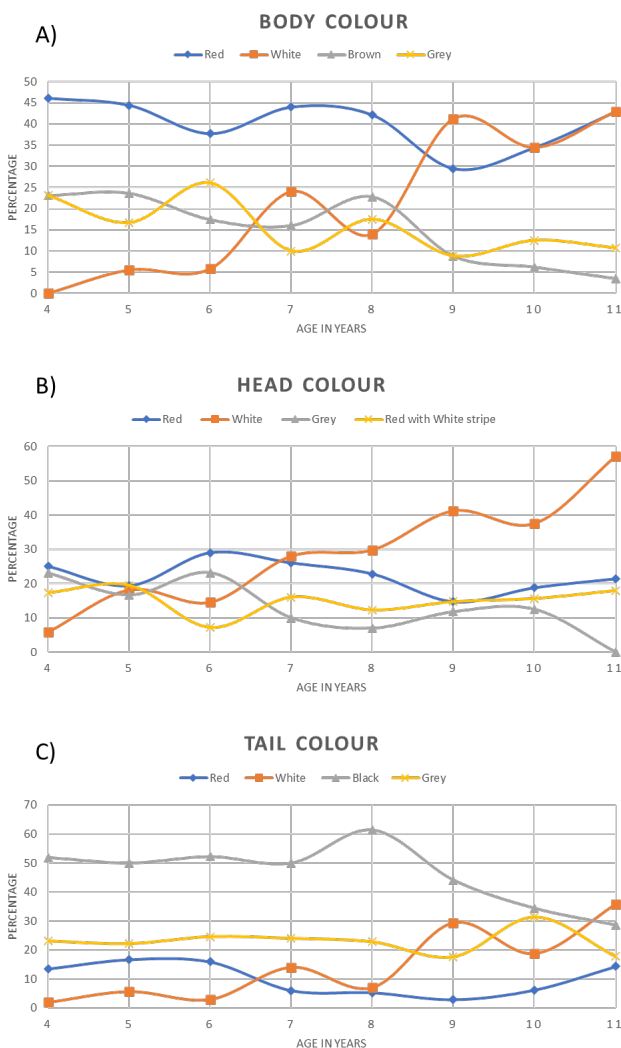 A)
BODY COLOUR
Red White Brown Grey
50
45
40
35
30
25
20
15
10
5
0
PERCENTAGE
4 5 6 7 8 9 10 11
AGE IN YEARS
B)
HEAD COLOUR
Red White Grey Red with White stripe
60
50
40
30
20
10
0
PERCENTAGE
4 5 6 7 8 9 10 11
AGE IN YEARS
C)
TAIL COLOUR
Red White Black Grey
70
60
50
40
30
20
10
0
PERCENTAGE
4 5 6 7 8 9 10 11
AGE IN YEARS